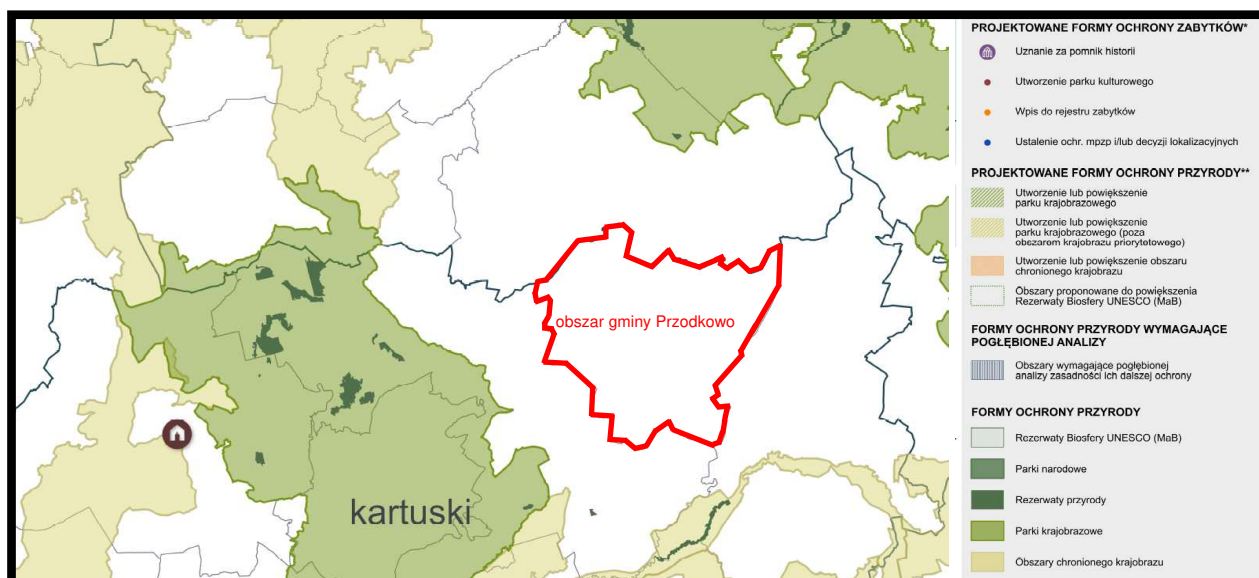 obszar gminy Przodkowo
kartuski
PROJEKTOWANE FORMY OCHRONY ZABYTKÓW*
Uznanie za pomnik historii
Utworzenie parku kulturowego
Wpis do rejestru zabytków
Ustalenie ochr. mpzp i/lub decyzji lokalizacyjnych
PROJEKTOWANE FORMY OCHRONY PRZYRODY**
Utworzenie lub powiększenie
parku krajobrazowego
Utworzenie lub powiększenie
parku krajobrazowego (poza
obszarem krajobrazu priorytetowego)
Utworzenie lub powiększenie obszaru
chronionego krajobrazu
Obszary proponowane do powiększenia
Rezerwaty Biosfery UNESCO (MaB)
FORMY OCHRONY PRZYRODY WYMAGAJĄCE
POGŁĘBIONEJ ANALIZY
Obszary wymagające pogłębionej
analizy zasadności ich dalszej ochrony
FORMY OCHRONY PRZYRODY
Rezerwaty Biosfery UNESCO (MaB)
Parki narodowe
Rezerwaty przyrody
Parki krajobrazowe
Obszary chronionego krajobrazu